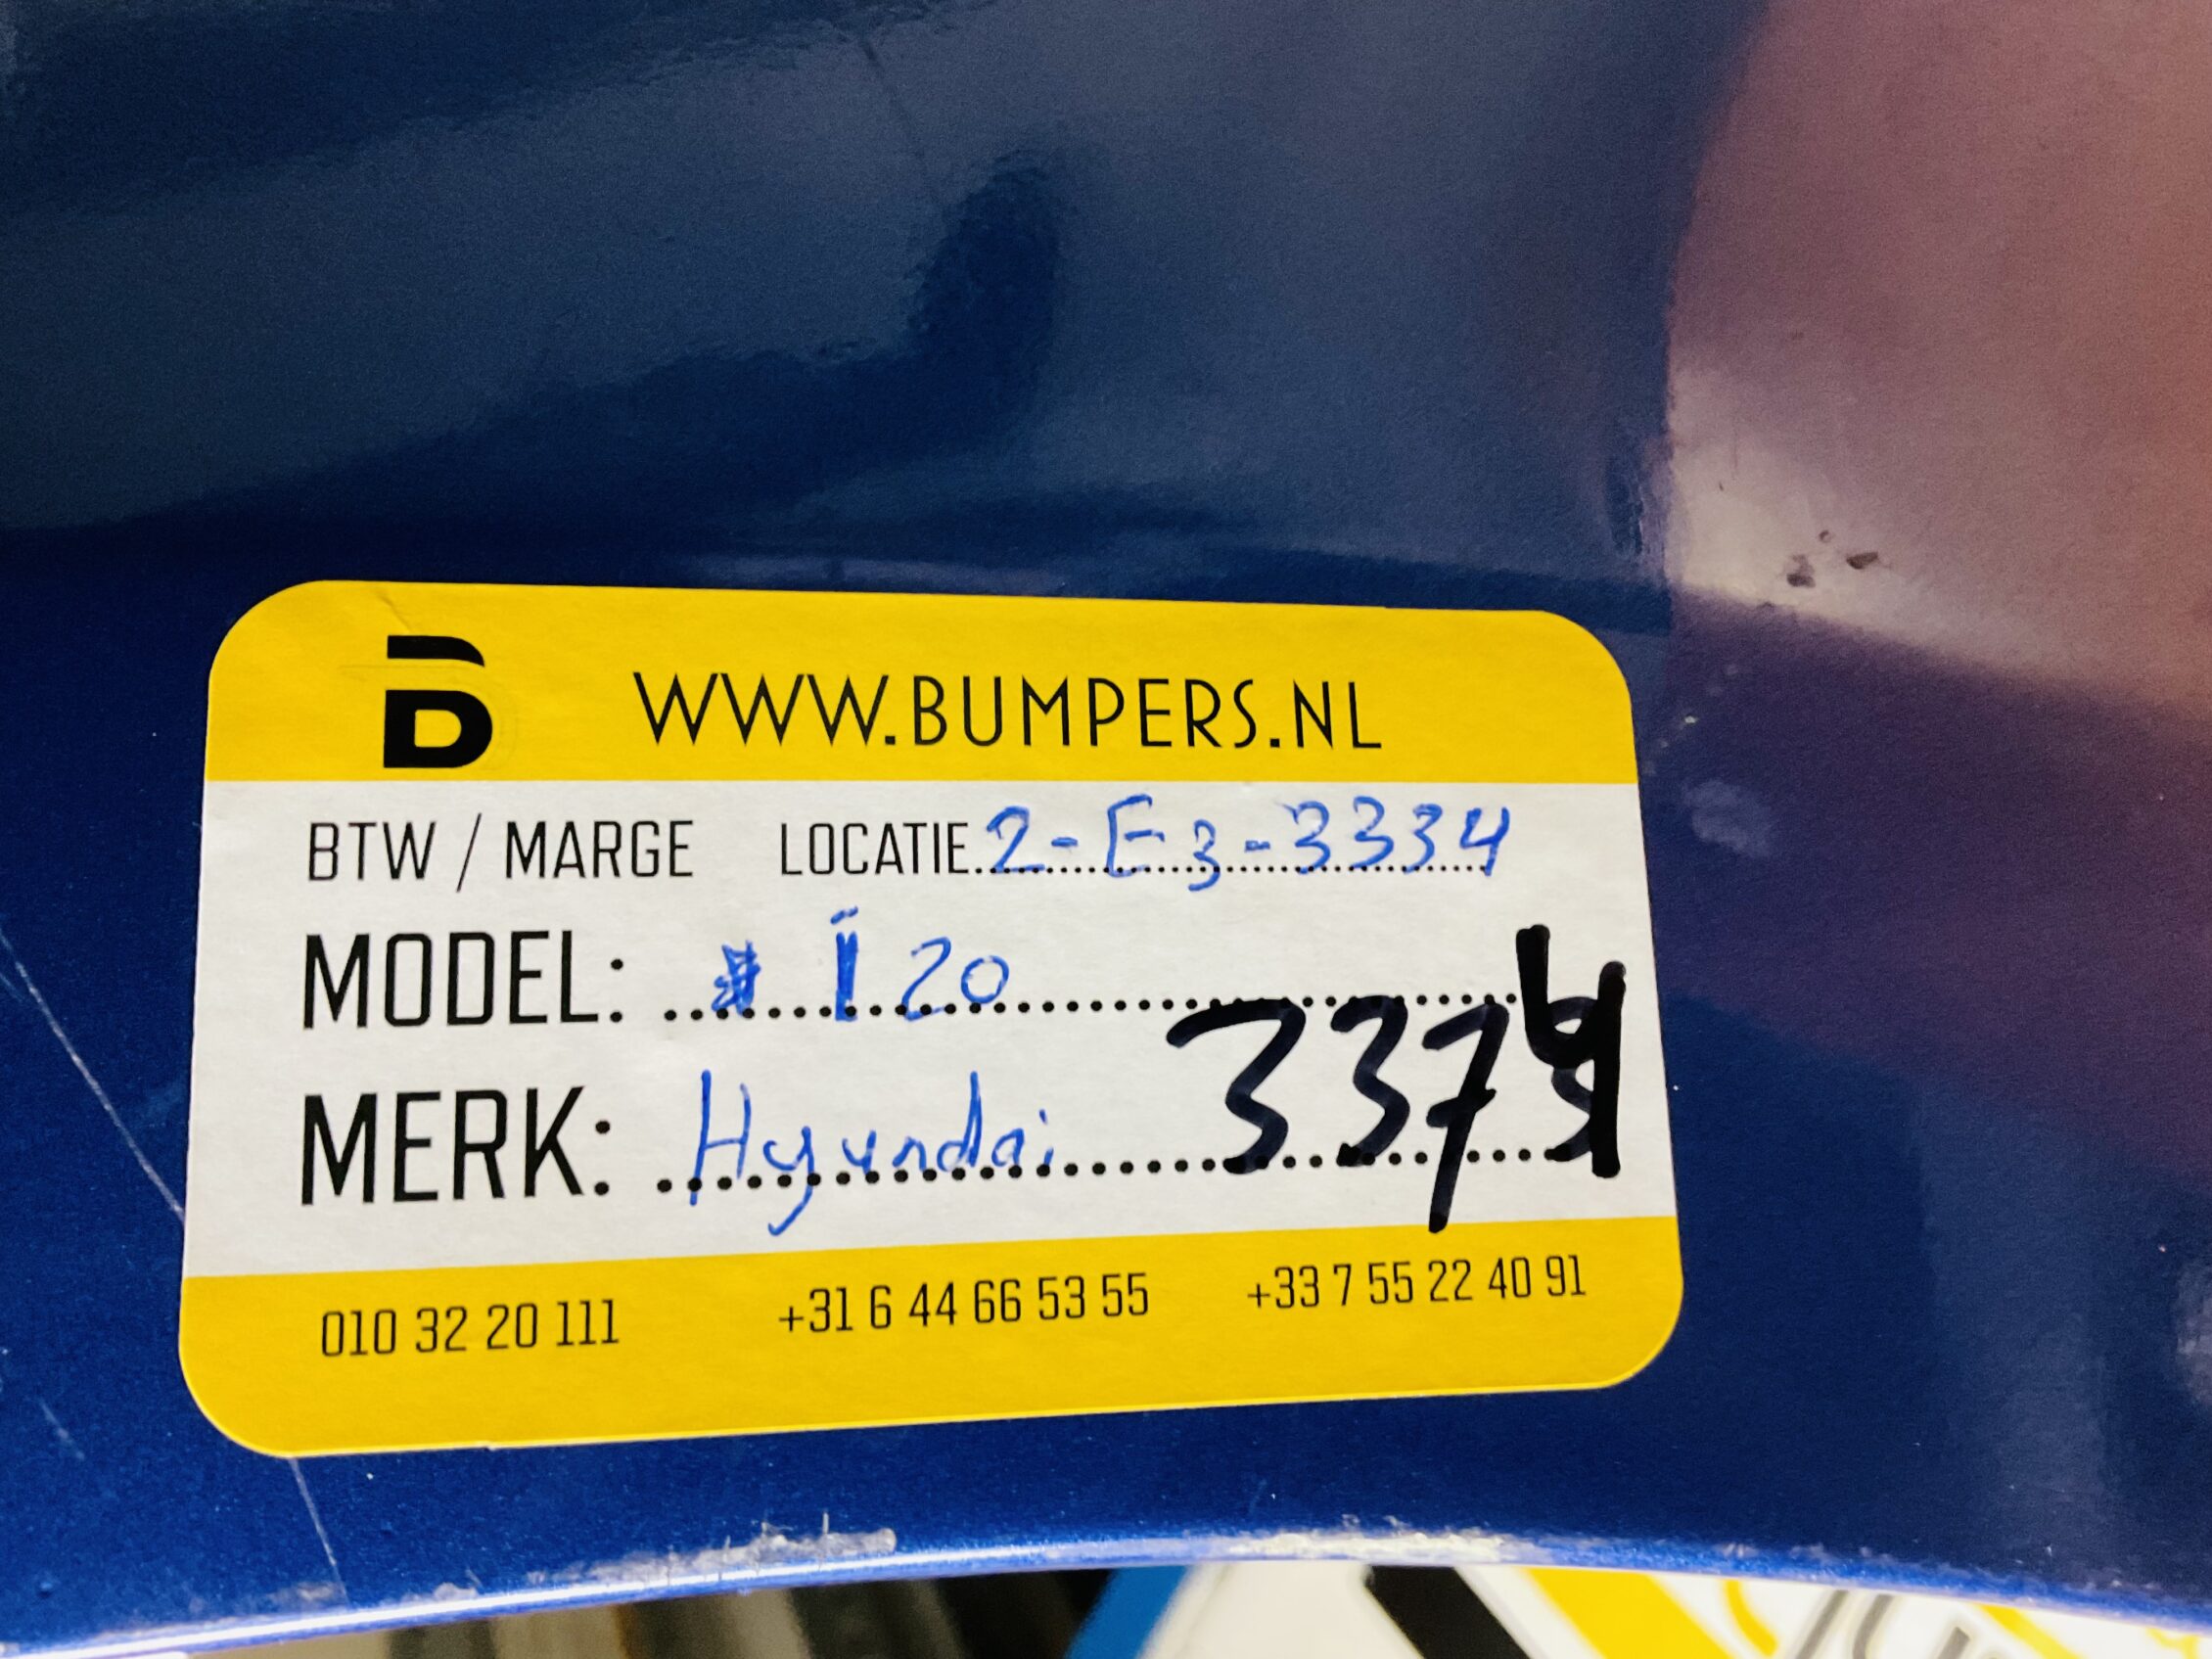 B WWW.BUMPERS.NL
BTW / MARGE LOCATIE 2-E3-3334
MODEL: i20
MERK: Hyundai 3374
010 32 20 111 +31 6 44 66 53 55 +33 7 55 22 40 91